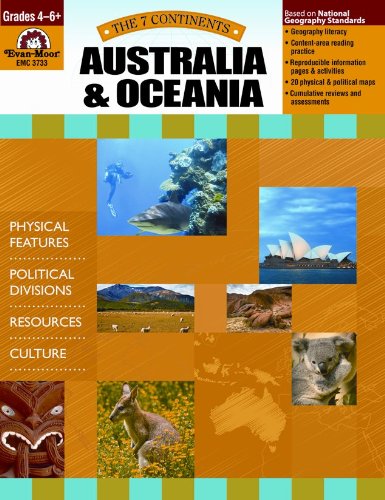 Grades 4–6+
Evan-Moor
EMC 3733
THE 7 CONTINENTS
AUSTRALIA
& OCEANIA
Based on National
Geography Standards
• Geography literacy
• Content-area reading
practice
• Reproducible information
pages & activities
• 20 physical & political maps
• Cumulative reviews and
assessments
PHYSICAL
FEATURES
POLITICAL
DIVISIONS
RESOURCES
CULTURE